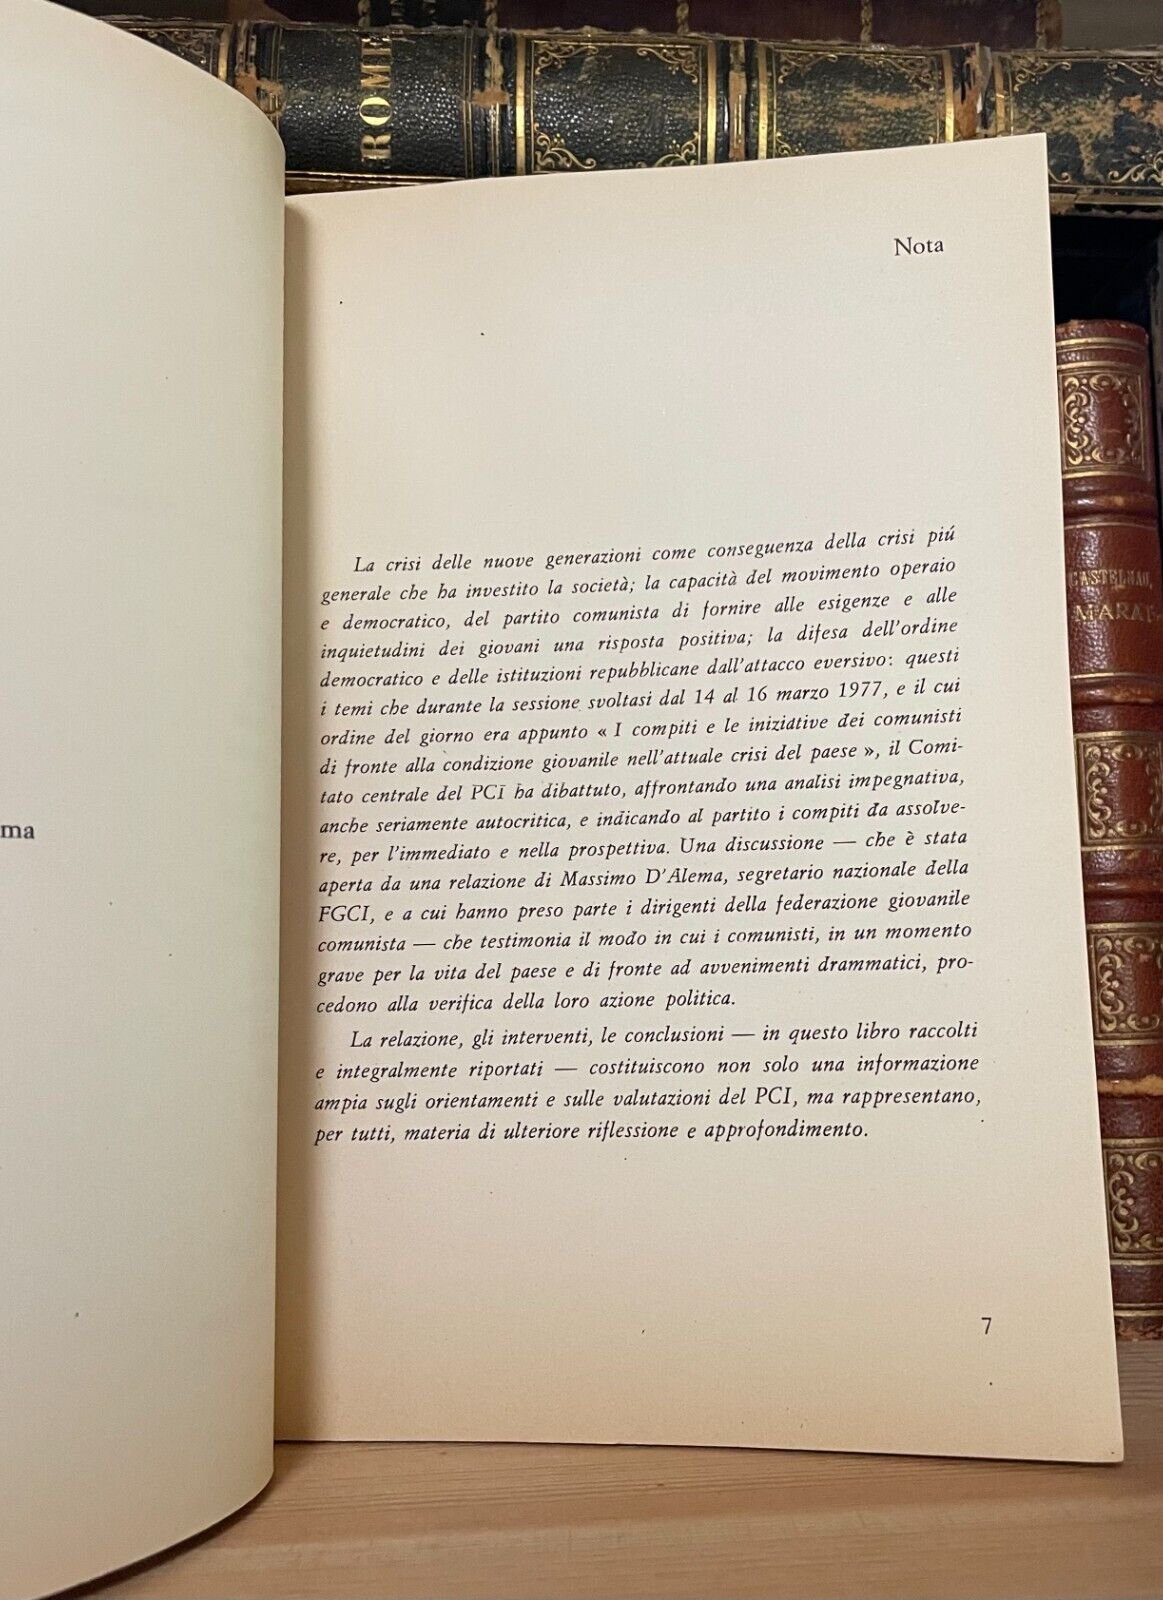 ROME
Nota
La crisi delle nuove generazioni come conseguenza della crisi piú
generale che ha investito la società; la capacità del movimento operaio
e democratico, del partito comunista di fornire alle esigenze e alle
inquietudini dei giovani una risposta positiva; la difesa dell'ordine
democratico e delle istituzioni repubblicane dall'attacco eversivo: questi
i temi che durante la sessione svoltasi dal 14 al 16 marzo 1977, e il cui
ordine del giorno era appunto « I compiti e le iniziative dei comunisti
di fronte alla condizione giovanile nell'attuale crisi del paese », il Comi-
tato centrale del PCI ha dibattuto, affrontando una analisi impegnativa,
anche seriamente autocritica, e indicando al partito i compiti da assolve-
re, per l'immediato e nella prospettiva. Una discussione — che è stata
aperta da una relazione di Massimo D'Alema, segretario nazionale della
FGCI, e a cui hanno preso parte i dirigenti della federazione giovanile
comunista — che testimonia il modo in cui i comunisti, in un momento
grave per la vita del paese e di fronte ad avvenimenti drammatici, pro-
cedono alla verifica della loro azione politica.
La relazione, gli interventi, le conclusioni — in questo libro raccolti
e integralmente riportati — costituiscono non solo una informazione
ampia sugli orientamenti e sulle valutazioni del PCI, ma rappresentano,
per tutti, materia di ulteriore riflessione e approfondimento.
7
ma
CASTELNAU,
MARAT